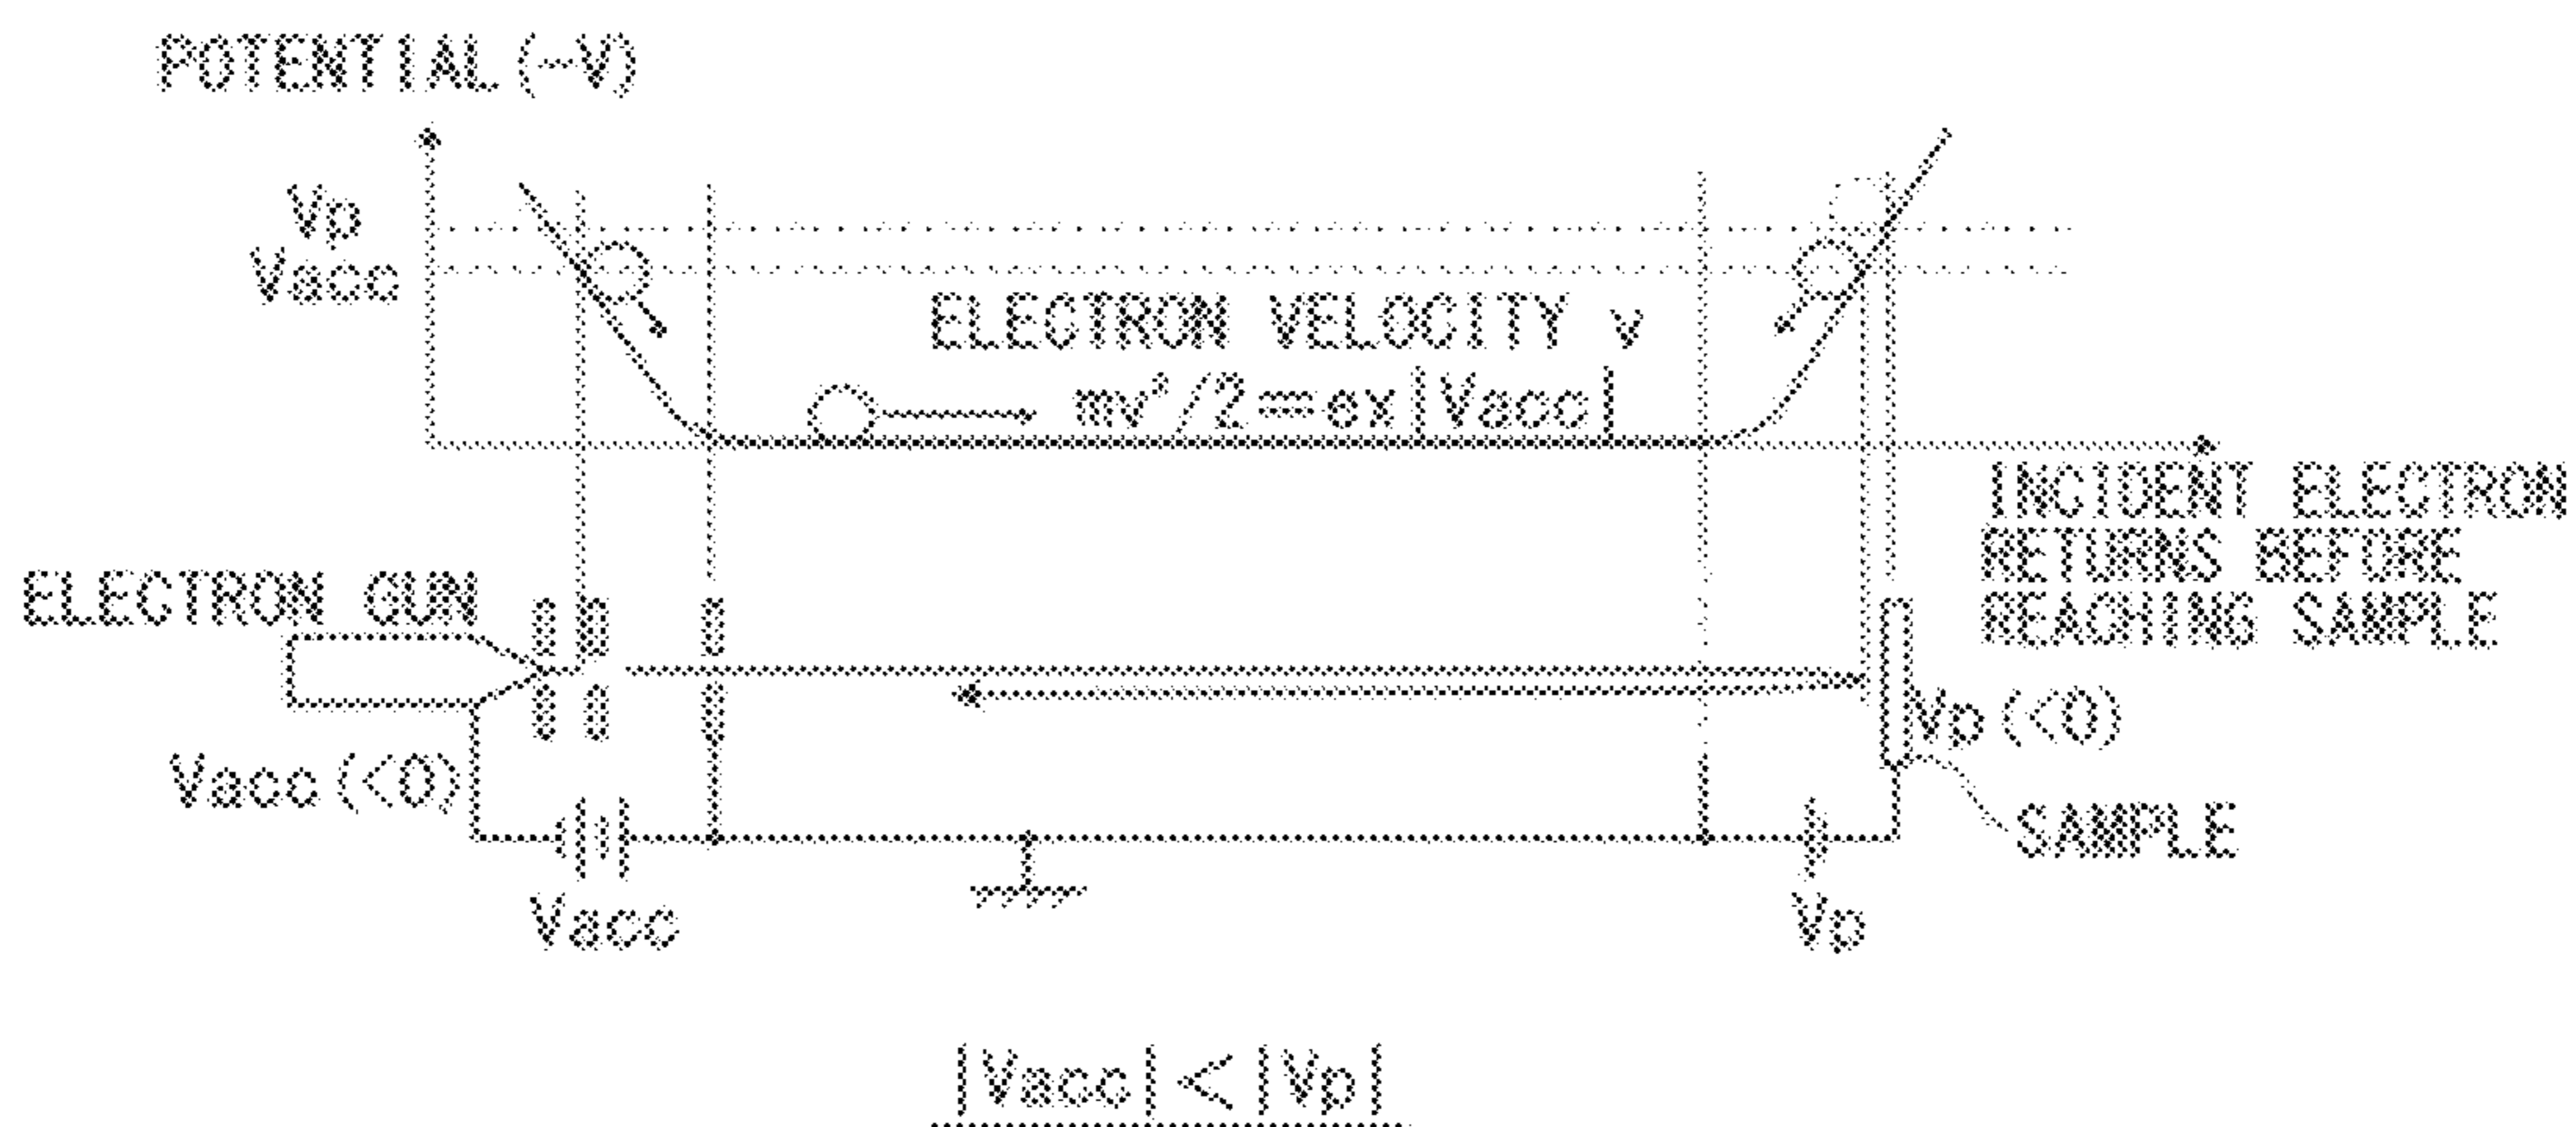 POTENTIAL(-V)
Vp
Vacc
ELECTRON VELOCITY v
mv²/2=ex|Vacc|
INCIDENT ELECTRON
RETURNS BEFORE
REACHING SAMPLE
ELECTRON GUN
Vacc(<0)
Vp(<0)
SAMPLE
Vacc
Vp
|Vacc|<|Vp|